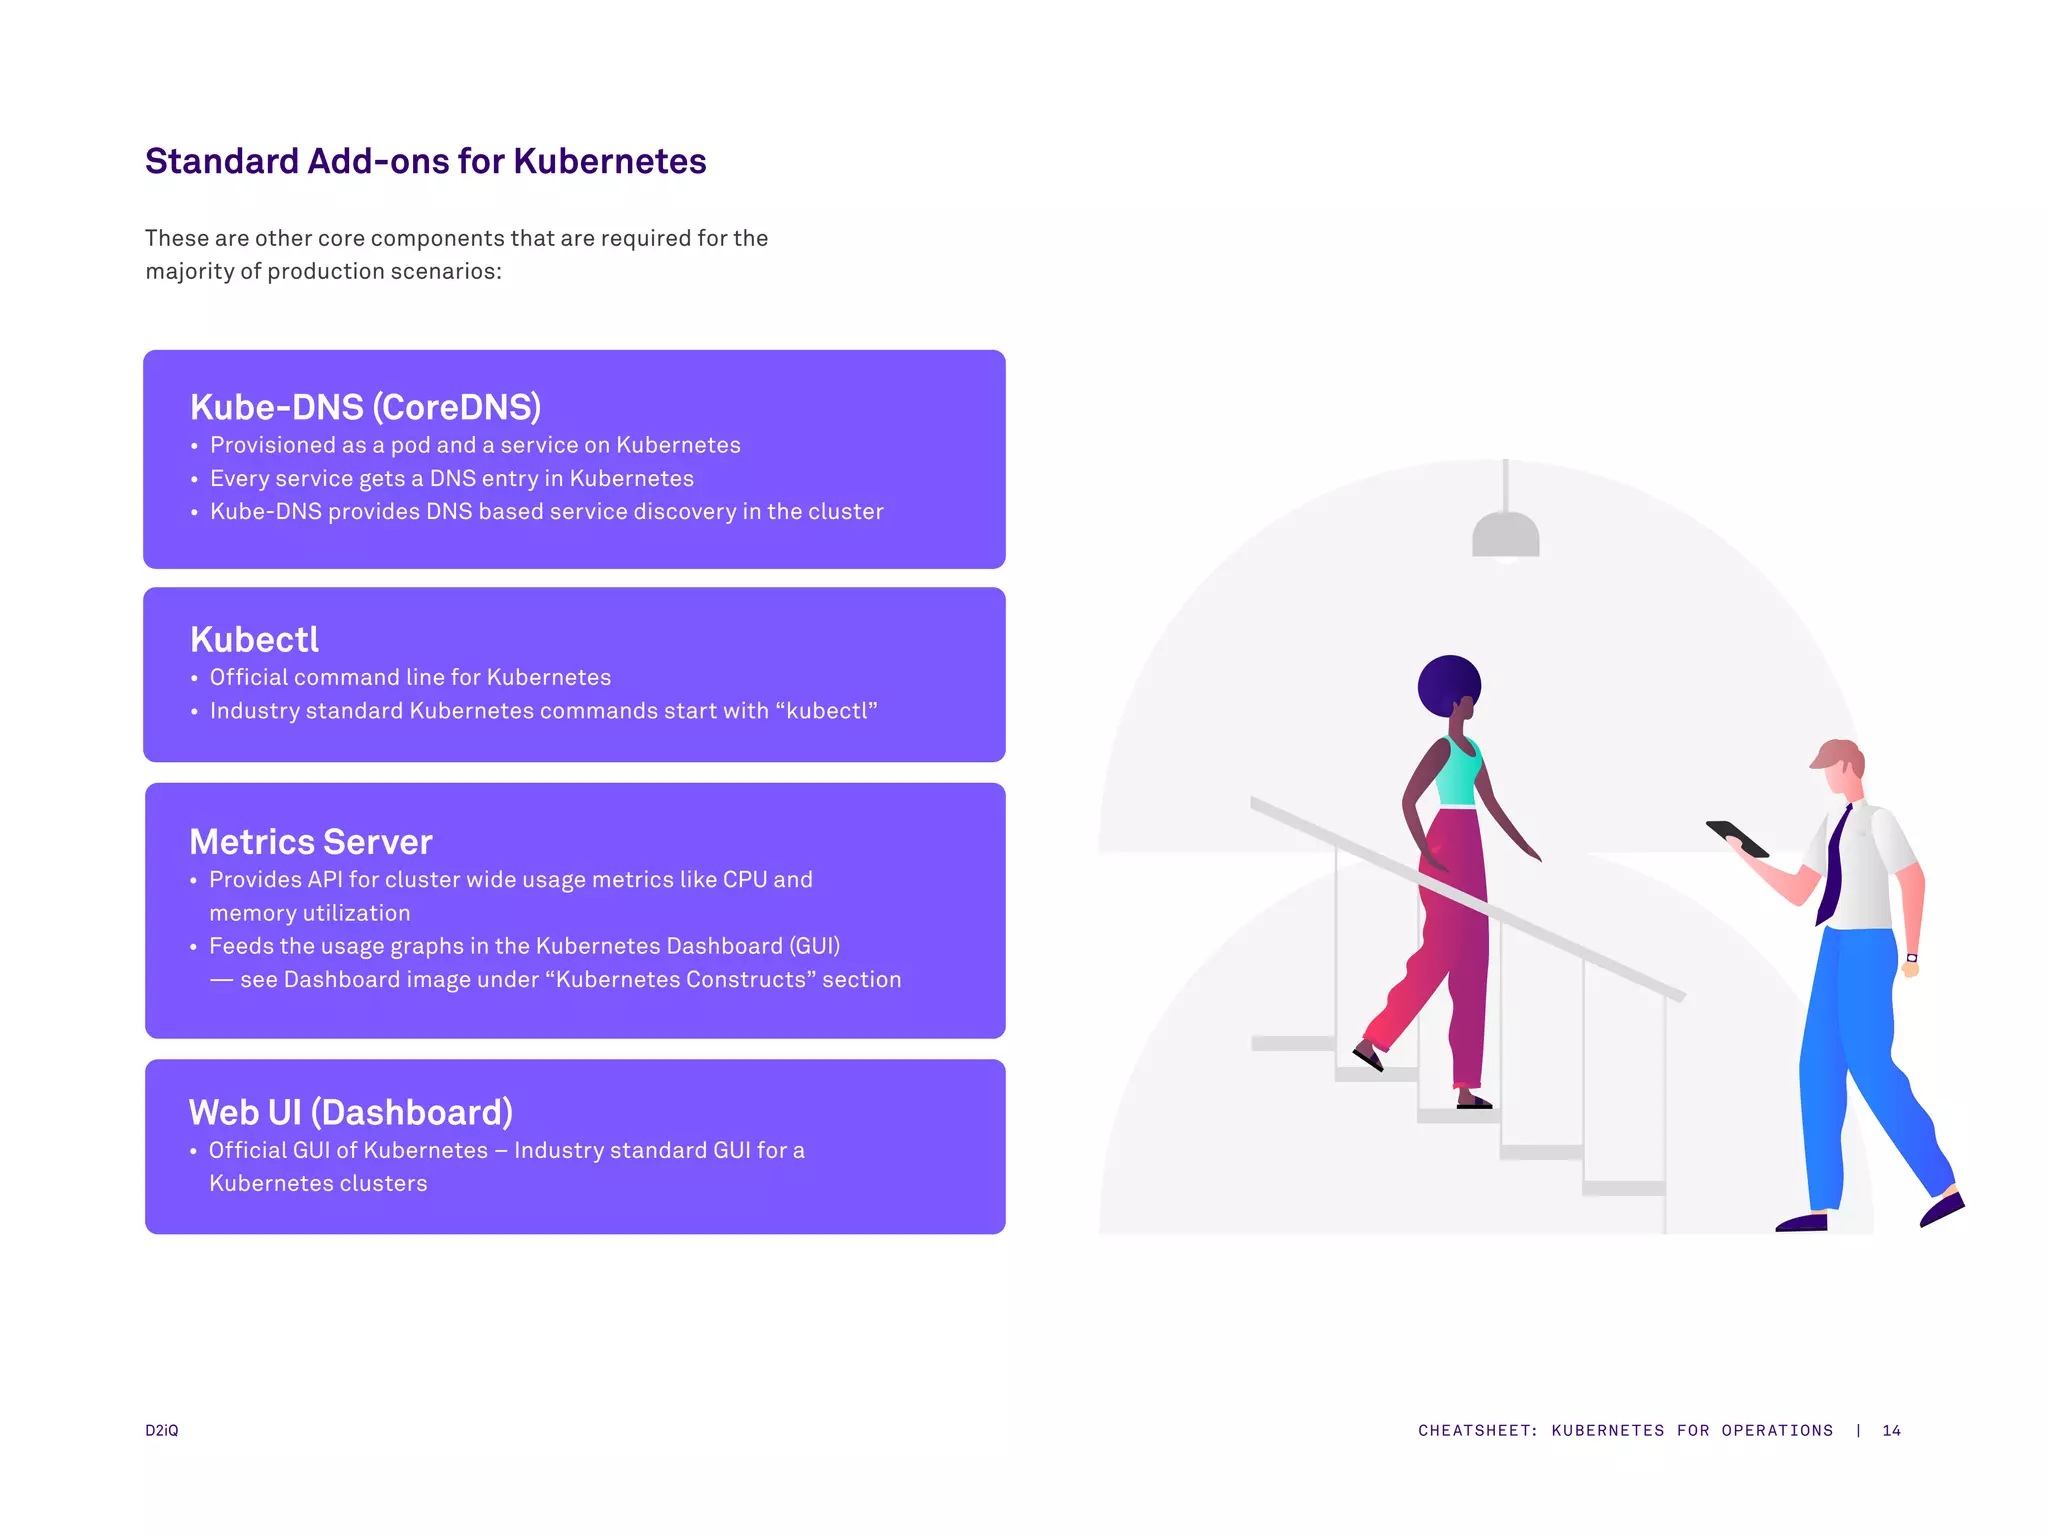 Standard Add-ons for Kubernetes
These are other core components that are required for the
majority of production scenarios:
Kube-DNS (CoreDNS)
• Provisioned as a pod and a service on Kubernetes
• Every service gets a DNS entry in Kubernetes
• Kube-DNS provides DNS based service discovery in the cluster
Kubectl
• Official command line for Kubernetes
• Industry standard Kubernetes commands start with “kubectl”
Metrics Server
• Provides API for cluster wide usage metrics like CPU and
memory utilization
• Feeds the usage graphs in the Kubernetes Dashboard (GUI)
— see Dashboard image under “Kubernetes Constructs” section
Web UI (Dashboard)
• Official GUI of Kubernetes – Industry standard GUI for a
Kubernetes clusters
D2iQ
CHEATSHEET: KUBERNETES FOR OPERATIONS | 14